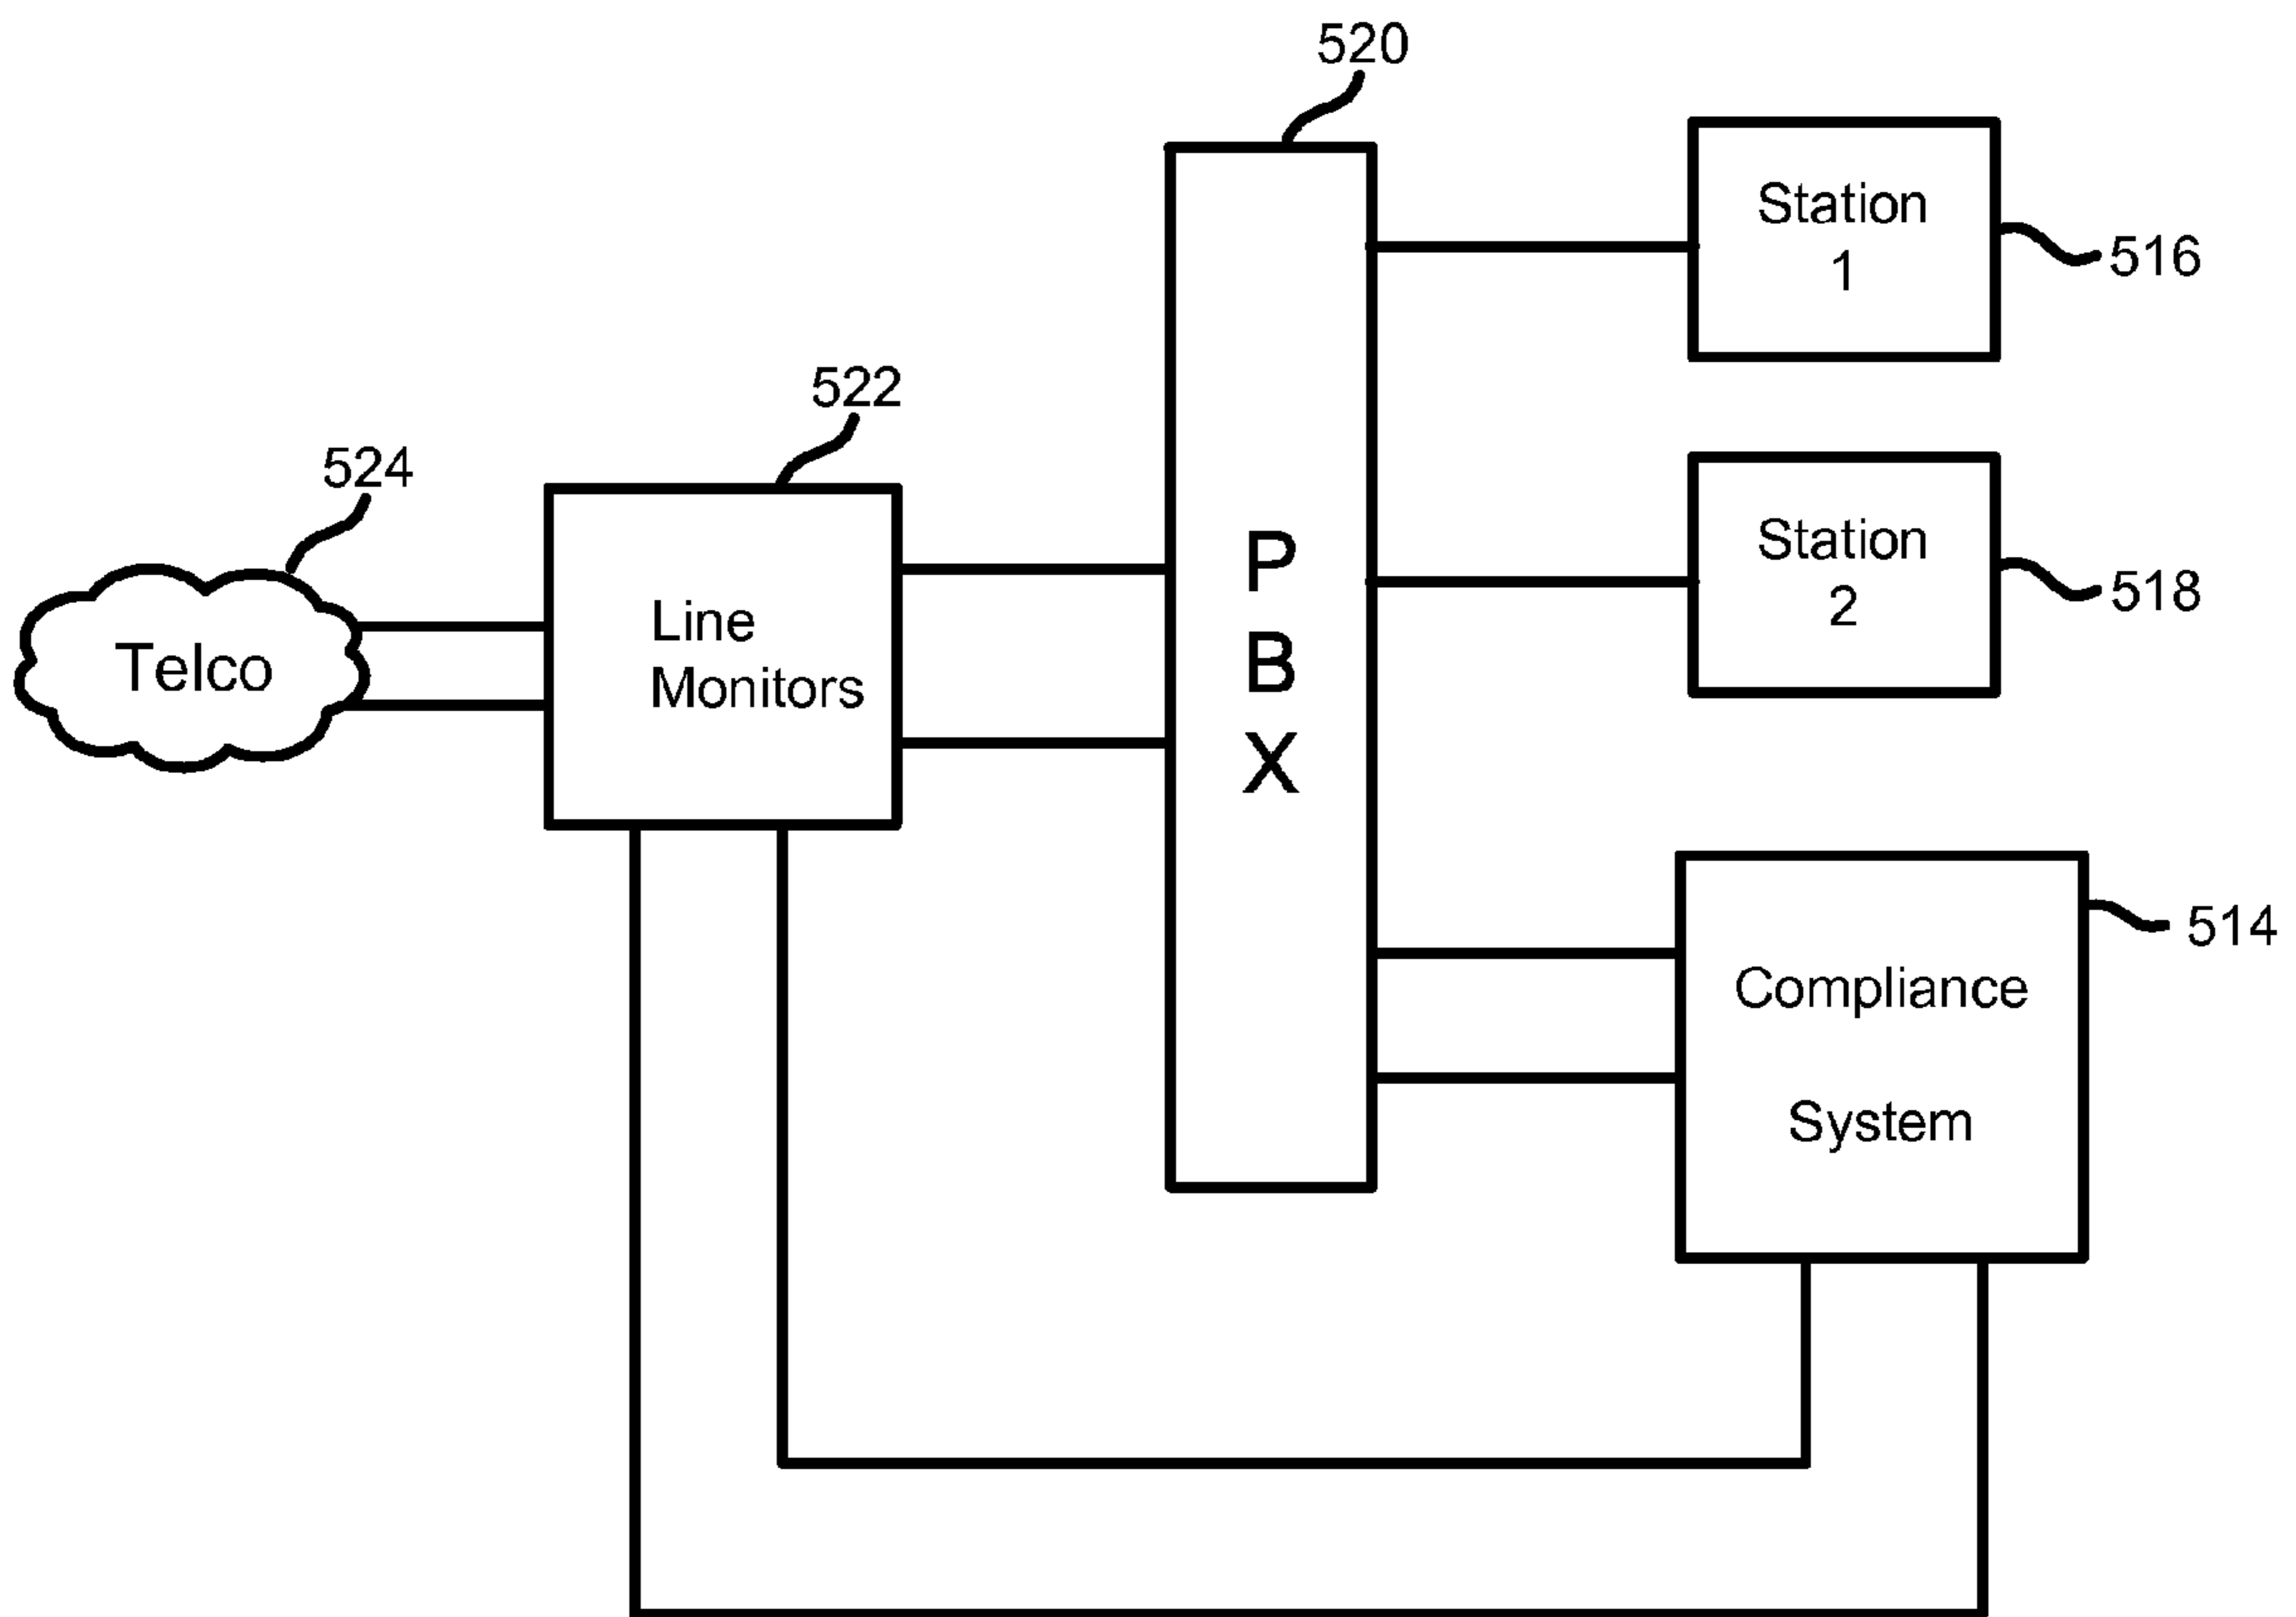 520
Station
1
516
522
524
Station
2
518
P
B
X
Line
Monitors
Telco
514
Compliance
System